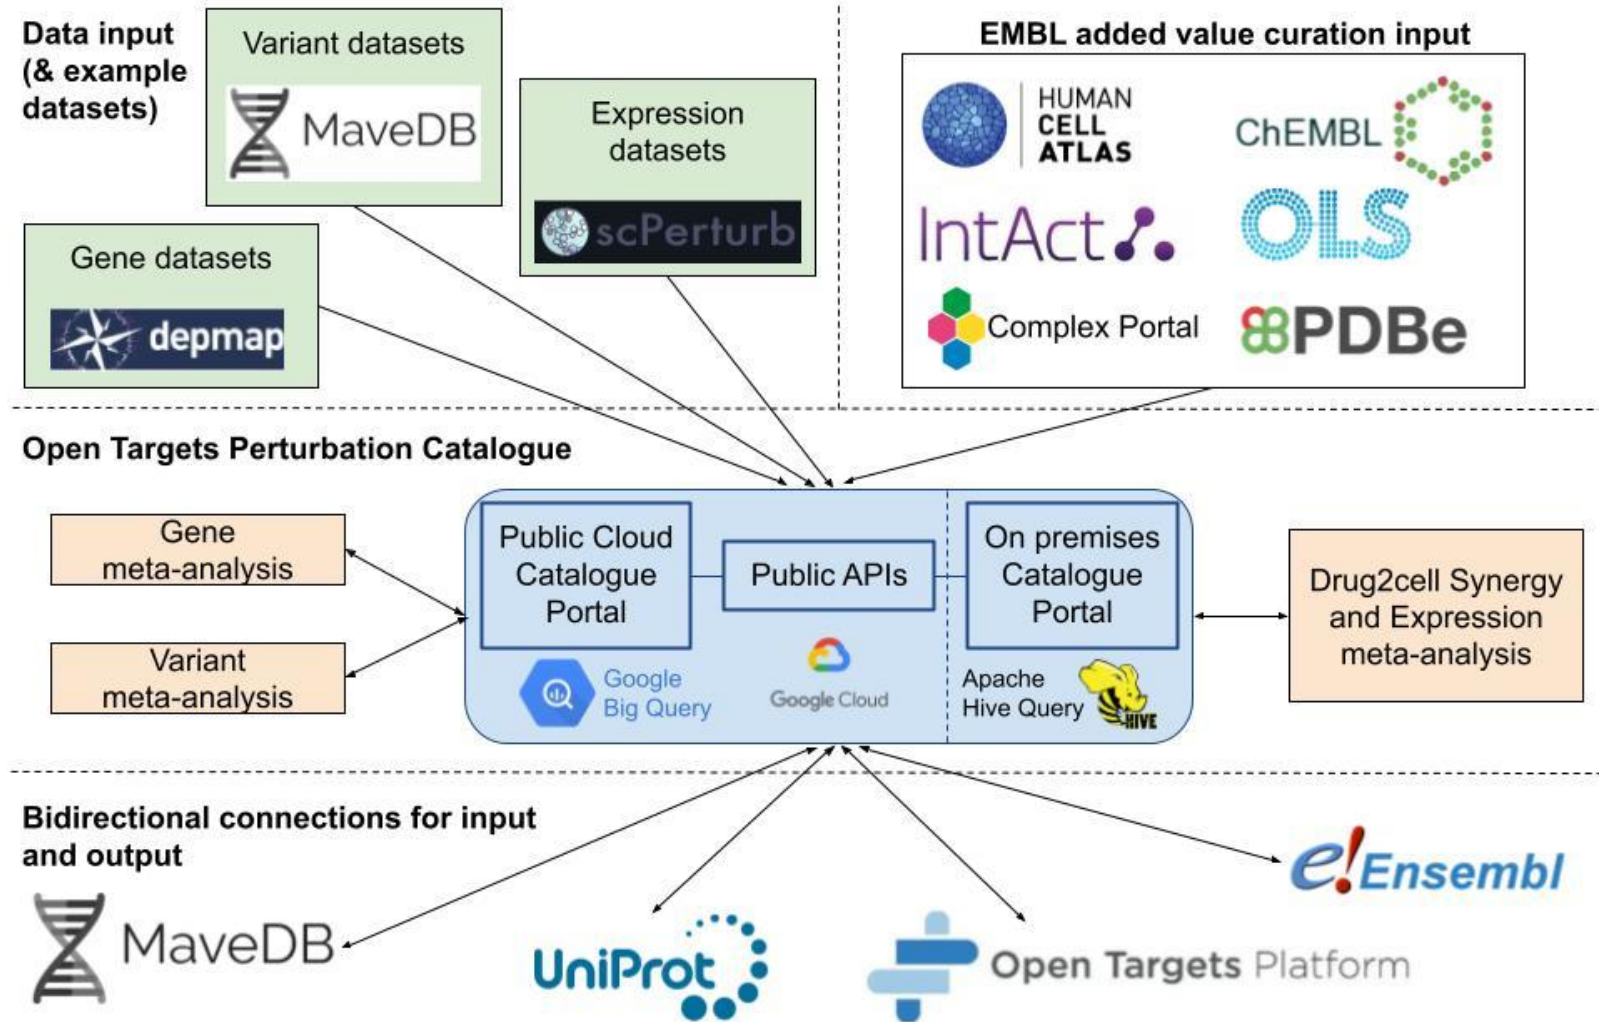 Data input
(& example
datasets)
Variant datasets
MaveDB
Expression
datasets
scPerturb
Gene datasets
depmap
EMBL added value curation input
HUMAN
CELL
ATLAS
ChEMBL
IntAct
OLS
Complex Portal
PDBe
Open Targets Perturbation Catalogue
Gene
meta-analysis
Variant
meta-analysis
Public Cloud
Catalogue
Portal
Public APIs
On premises
Catalogue
Portal
Google
Big Query
Google Cloud
Apache
Hive Query
HIVE
Drug2cell Synergy
and Expression
meta-analysis
Bidirectional connections for input
and output
MaveDB
UniProt
Open Targets Platform
e!Ensembl